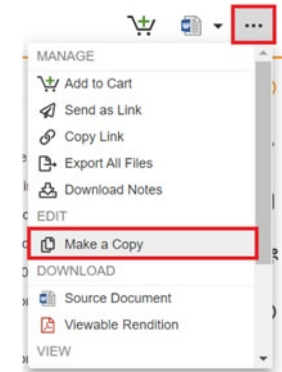 MANAGE
Add to Cart
Send as Link
Copy Link
Export All Files
Download Notes
EDIT
Make a Copy
DOWNLOAD
Source Document
Viewable Rendition
VIEW